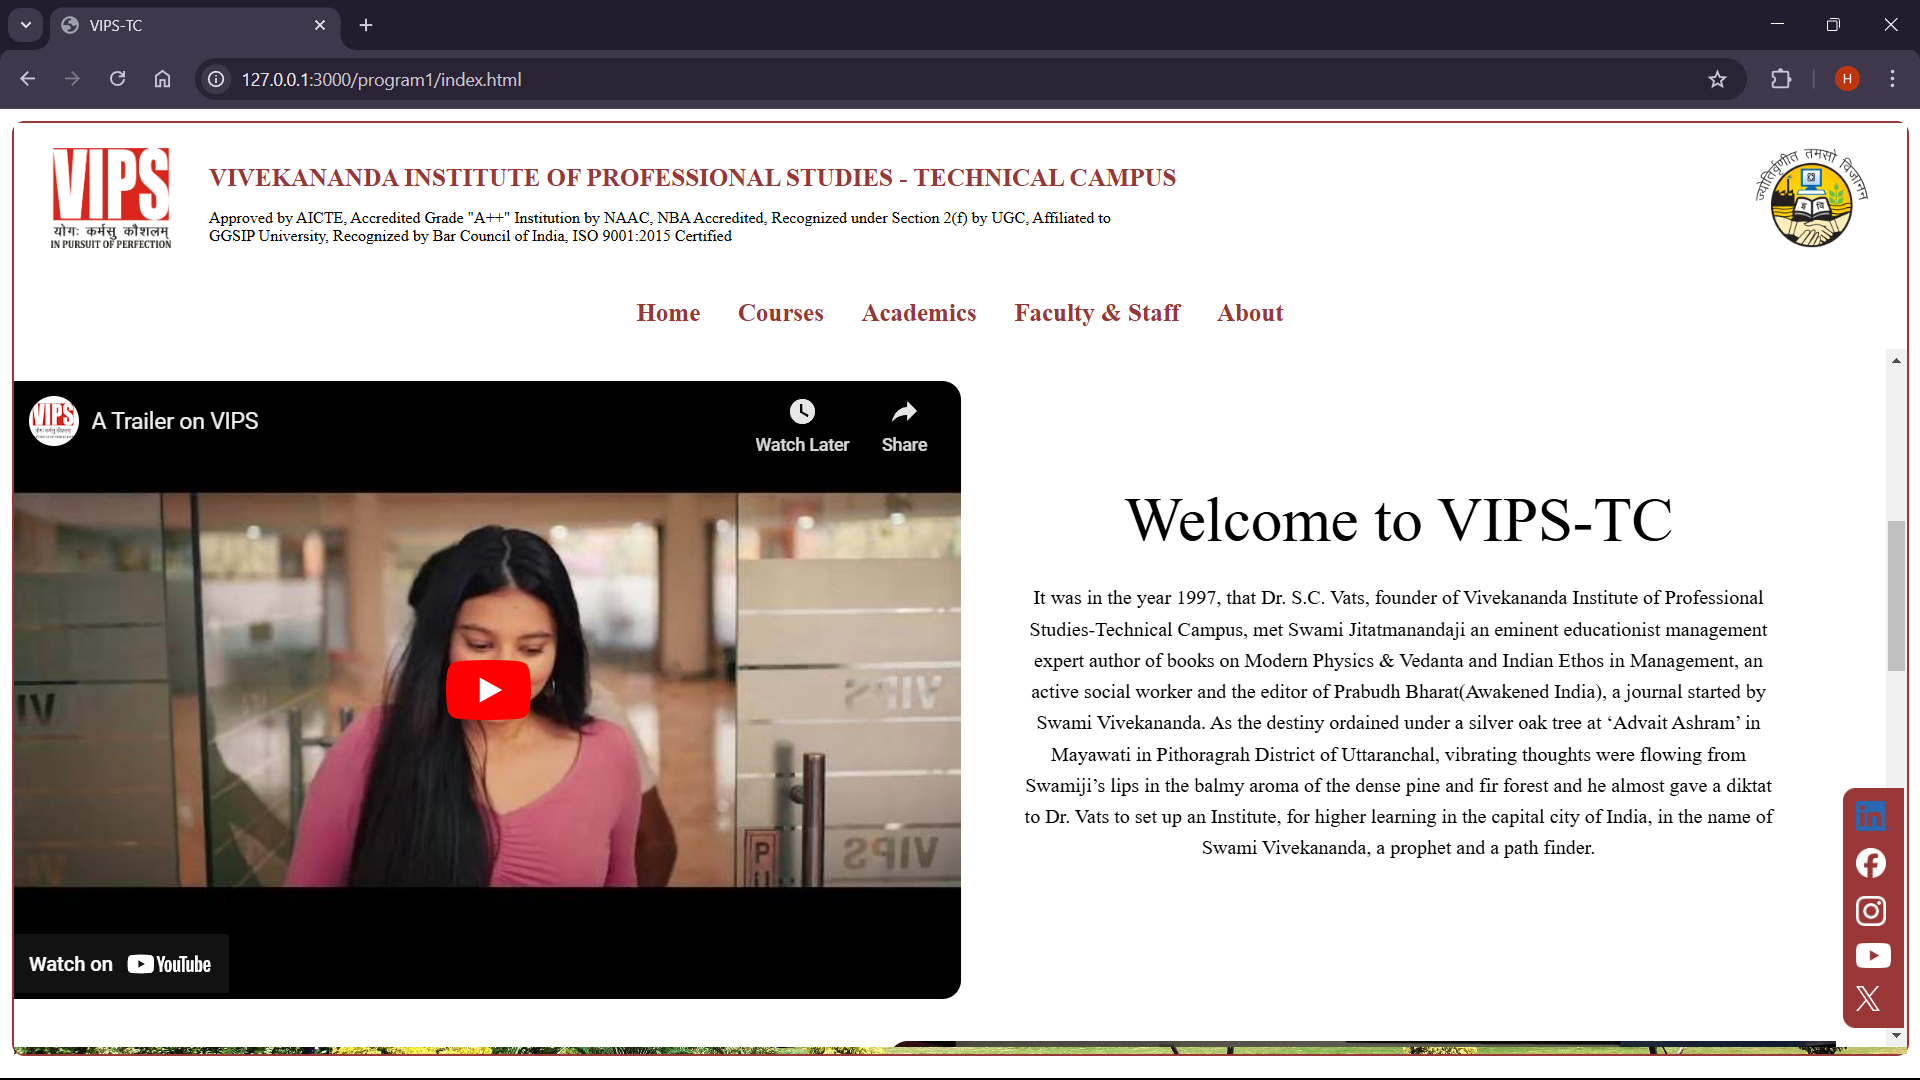 VIPS-TC
127.0.0.1:3000/program1/index.html
H
VIPS
योगः कर्मसु कौशलम्
IN PURSUIT OF PERFECTION
VIVEKANANDA INSTITUTE OF PROFESSIONAL STUDIES - TECHNICAL CAMPUS
Approved by AICTE, Accredited Grade "A++" Institution by NAAC, NBA Accredited, Recognized under Section 2(f) by UGC, Affiliated to
GGSIP University, Recognized by Bar Council of India, ISO 9001:2015 Certified
ज्योतिर्वृणीत तमसो विजानन
Home Courses Academics Faculty & Staff About
VIPS
A Trailer on VIPS
Watch Later Share
VIPS
VIPS
Watch on YouTube
Welcome to VIPS-TC
It was in the year 1997, that Dr. S.C. Vats, founder of Vivekananda Institute of Professional
Studies-Technical Campus, met Swami Jitatmanandaji an eminent educationist management
expert author of books on Modern Physics & Vedanta and Indian Ethos in Management, an
active social worker and the editor of Prabudh Bharat(Awakened India), a journal started by
Swami Vivekananda. As the destiny ordained under a silver oak tree at ‘Advait Ashram’ in
Mayawati in Pithoragrah District of Uttaranchal, vibrating thoughts were flowing from
Swamiji’s lips in the balmy aroma of the dense pine and fir forest and he almost gave a diktat
to Dr. Vats to set up an Institute, for higher learning in the capital city of India, in the name of
Swami Vivekananda, a prophet and a path finder.
in